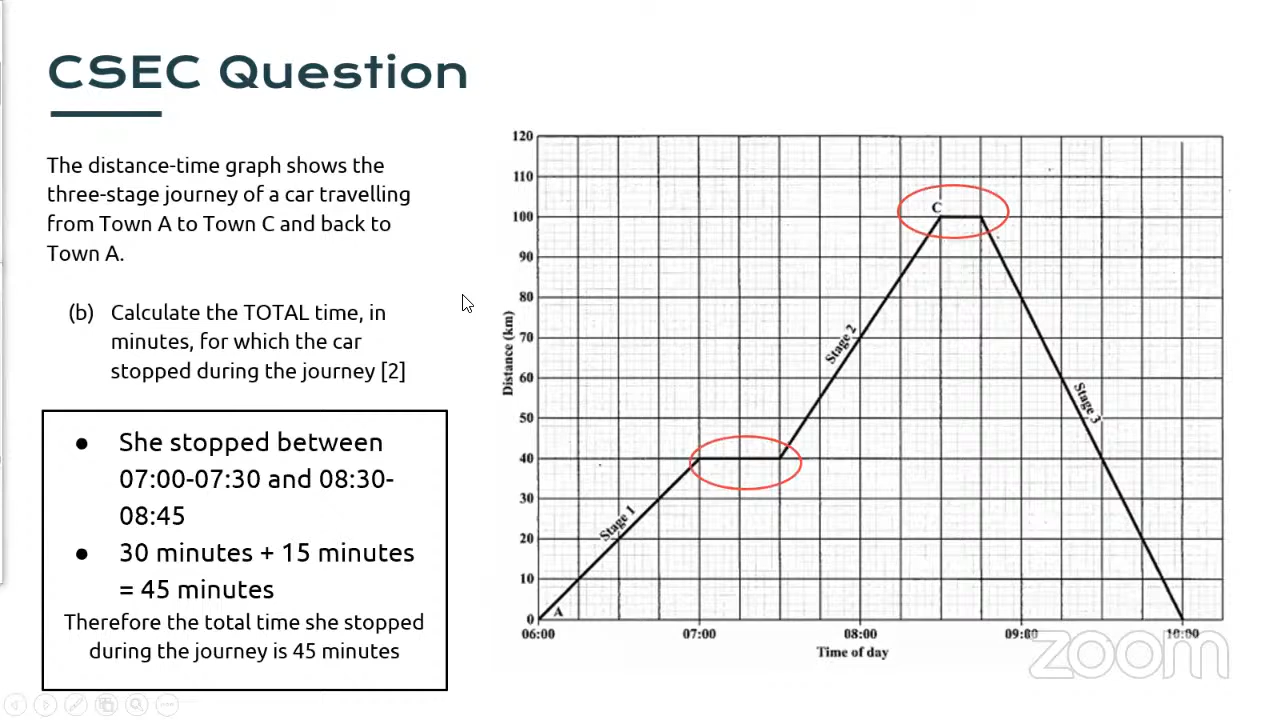 CSEC Question
The distance-time graph shows the
three-stage journey of a car travelling
from Town A to Town C and back to
Town A.
(b) Calculate the TOTAL time, in
minutes, for which the car
stopped during the journey [2]
● She stopped between
07:00-07:30 and 08:30-
08:45
● 30 minutes + 15 minutes
= 45 minutes
Therefore the total time she stopped
during the journey is 45 minutes
120
110
100
90
80
70
60
50
40
30
20
10
0
Distance (km)
C
Stage 2
Stage 3
Stage 1
A
06:00
07:00
08:00
09:00
10:00
Time of day
zoom